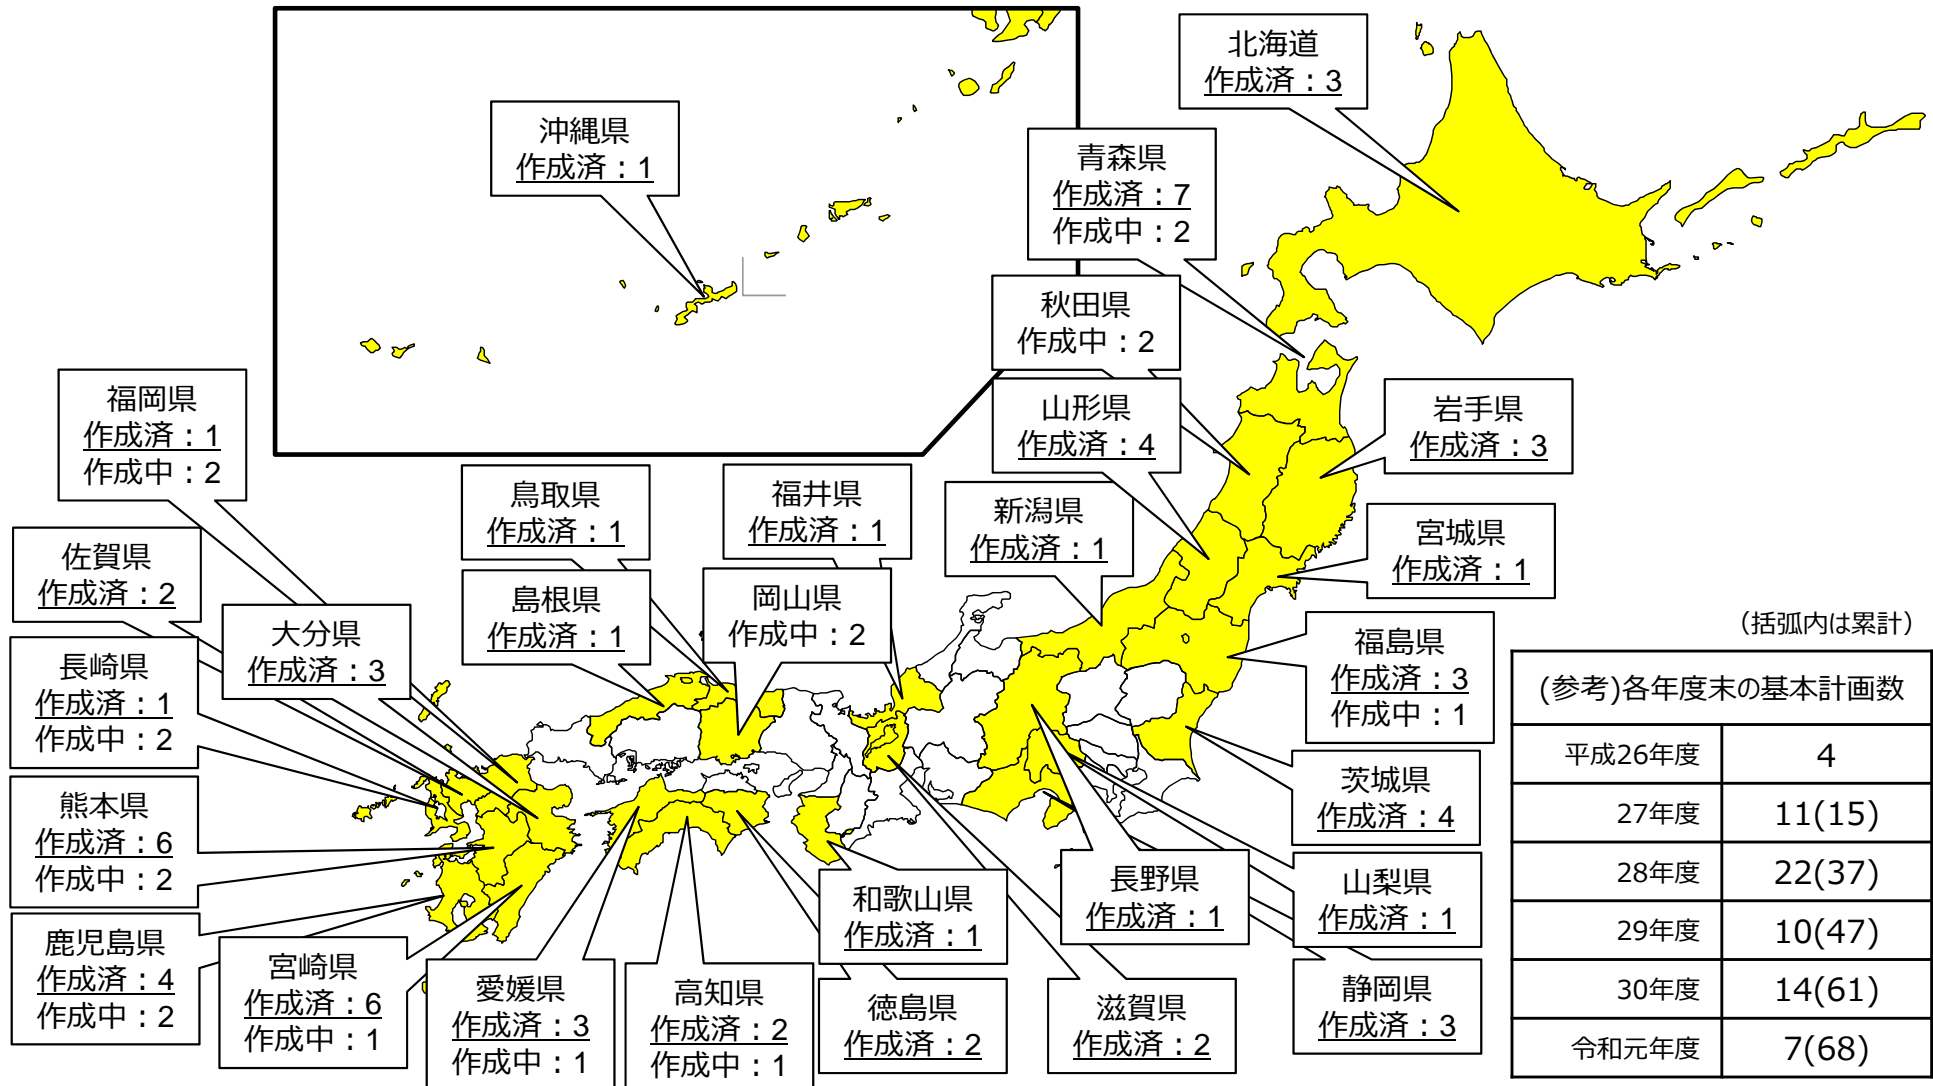 北海道
作成済：3
沖縄県
作成済：1
青森県
作成済：7
作成中：2
秋田県
作成中：2
山形県
作成済：4
岩手県
作成済：3
福岡県
作成済：1
作成中：2
鳥取県
作成済：1
福井県
作成済：1
新潟県
作成済：1
宮城県
作成済：1
佐賀県
作成済：2
島根県
作成済：1
岡山県
作成中：2
大分県
作成済：3
福島県
作成済：3
作成中：1
長崎県
作成済：1
作成中：2
茨城県
作成済：4
熊本県
作成済：6
作成中：2
和歌山県
作成済：1
長野県
作成済：1
山梨県
作成済：1
鹿児島県
作成済：4
作成中：2
宮崎県
作成済：6
作成中：1
愛媛県
作成済：3
作成中：1
高知県
作成済：2
作成中：1
徳島県
作成済：2
滋賀県
作成済：2
静岡県
作成済：3
（括弧内は累計）
(参考)各年度末の基本計画数
平成26年度 4
27年度 11(15)
28年度 22(37)
29年度 10(47)
30年度 14(61)
令和元年度 7(68)